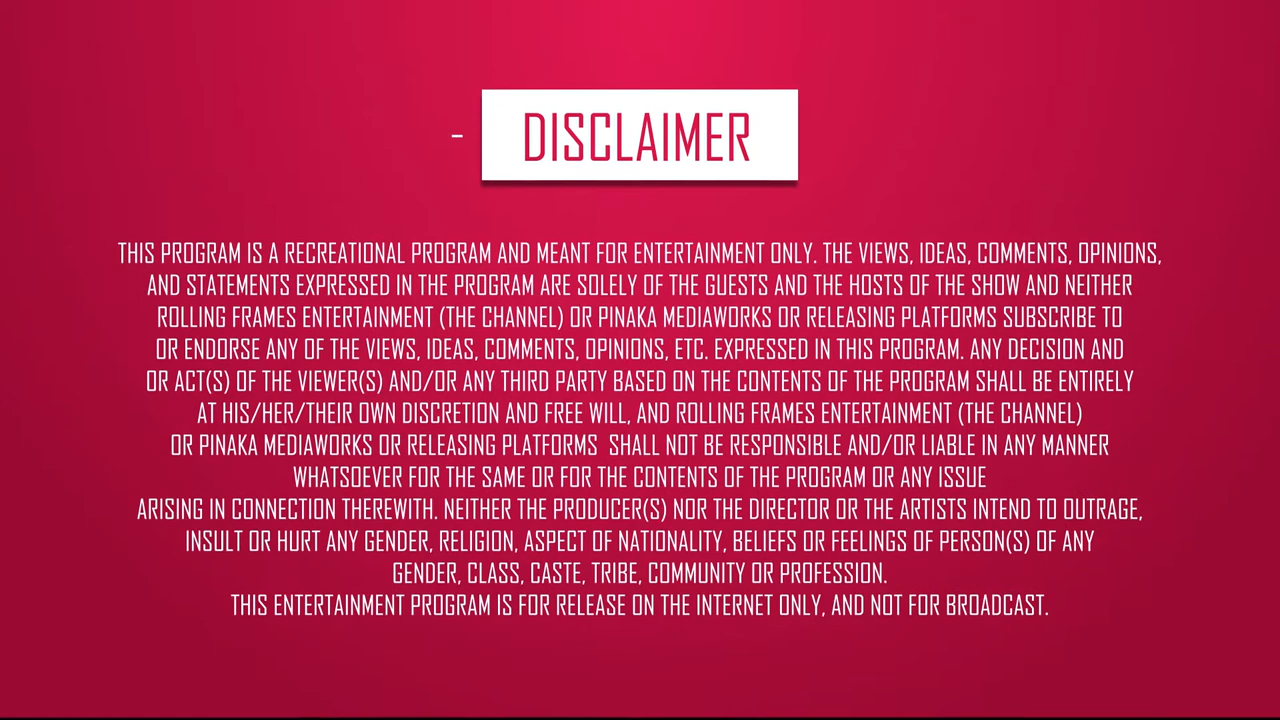 - DISCLAIMER
THIS PROGRAM IS A RECREATIONAL PROGRAM AND MEANT FOR ENTERTAINMENT ONLY. THE VIEWS, IDEAS, COMMENTS, OPINIONS,
AND STATEMENTS EXPRESSED IN THE PROGRAM ARE SOLELY OF THE GUESTS AND THE HOSTS OF THE SHOW AND NEITHER
ROLLING FRAMES ENTERTAINMENT (THE CHANNEL) OR PINAKA MEDIAWORKS OR RELEASING PLATFORMS SUBSCRIBE TO
OR ENDORSE ANY OF THE VIEWS, IDEAS, COMMENTS, OPINIONS, ETC. EXPRESSED IN THIS PROGRAM. ANY DECISION AND
OR ACT(S) OF THE VIEWER(S) AND/OR ANY THIRD PARTY BASED ON THE CONTENTS OF THE PROGRAM SHALL BE ENTIRELY
AT HIS/HER/THEIR OWN DISCRETION AND FREE WILL, AND ROLLING FRAMES ENTERTAINMENT (THE CHANNEL)
OR PINAKA MEDIAWORKS OR RELEASING PLATFORMS SHALL NOT BE RESPONSIBLE AND/OR LIABLE IN ANY MANNER
WHATSOEVER FOR THE SAME OR FOR THE CONTENTS OF THE PROGRAM OR ANY ISSUE
ARISING IN CONNECTION THEREWITH. NEITHER THE PRODUCER(S) NOR THE DIRECTOR OR THE ARTISTS INTEND TO OUTRAGE,
INSULT OR HURT ANY GENDER, RELIGION, ASPECT OF NATIONALITY, BELIEFS OR FEELINGS OF PERSON(S) OF ANY
GENDER, CLASS, CASTE, TRIBE, COMMUNITY OR PROFESSION.
THIS ENTERTAINMENT PROGRAM IS FOR RELEASE ON THE INTERNET ONLY, AND NOT FOR BROADCAST.